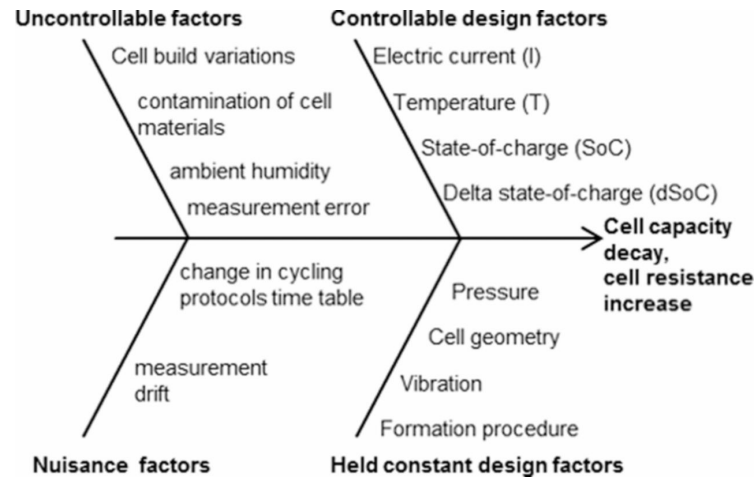 Uncontrollable factors
Controllable design factors
Cell build variations
Electric current (I)
contamination of cell
materials
Temperature (T)
State-of-charge (SoC)
ambient humidity
Delta state-of-charge (dSoC)
measurement error
Cell capacity
decay,
cell resistance
increase
change in cycling
protocols time table
Pressure
Cell geometry
measurement
drift
Vibration
Formation procedure
Nuisance factors
Held constant design factors